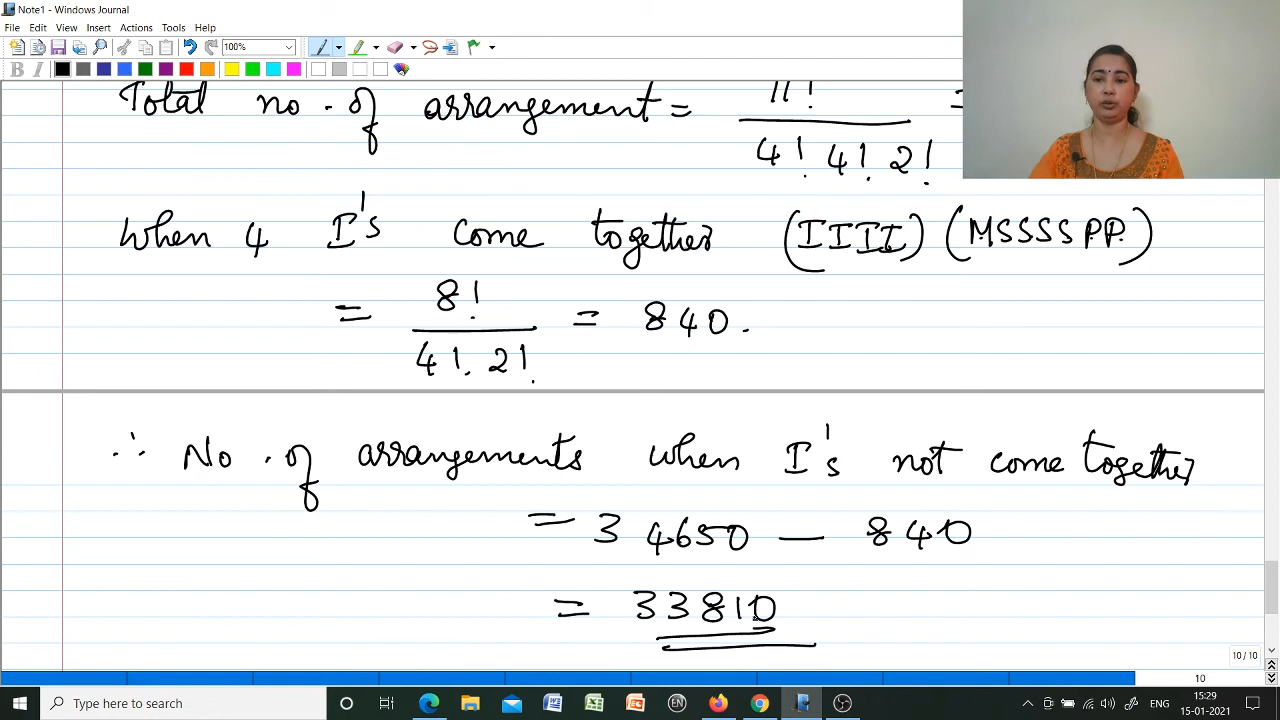 Note1 - Windows Journal
File Edit View Insert Actions Tools Help
100%
B I
Total no. of arrangement = 11! / 4! 4! 2! =
When 4 I's come together (IIII) (MSSSSPP)
= 8! / 4!. 2! = 840.
∴ No. of arrangements when I's not come together
= 34650 — 840
= 33810
10 / 10
10
Type here to search
ENG
15:29
15-01-2021